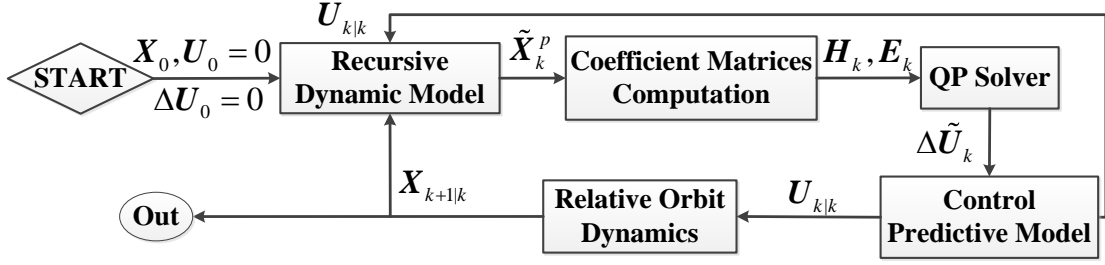 U_{k|k}
START
X_0, U_0 = 0
ΔU_0 = 0
Recursive
Dynamic Model
X̃_k^p
Coefficient Matrices
Computation
H_k, E_k
QP Solver
ΔŨ_k
Control
Predictive Model
U_{k|k}
Relative Orbit
Dynamics
X_{k+1|k}
Out